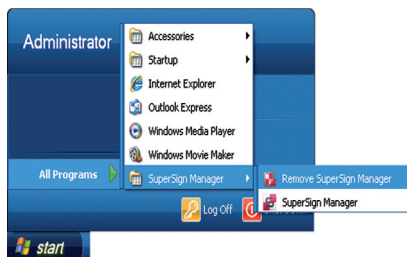 Administrator
Accessories
Startup
Internet Explorer
Outlook Express
Windows Media Player
Windows Movie Maker
All Programs
SuperSign Manager
Remove SuperSign Manager
SuperSign Manager
Log Off
start